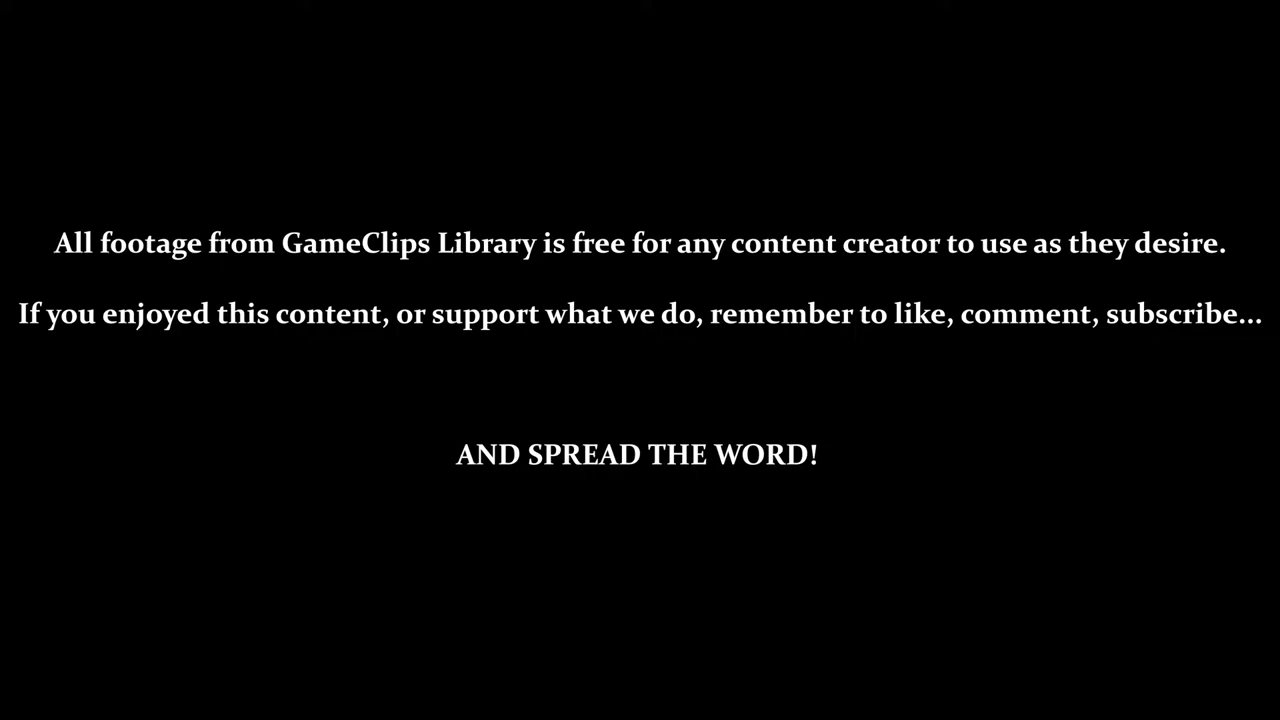 All footage from GameClips Library is free for any content creator to use as they desire.
If you enjoyed this content, or support what we do, remember to like, comment, subscribe...
AND SPREAD THE WORD!